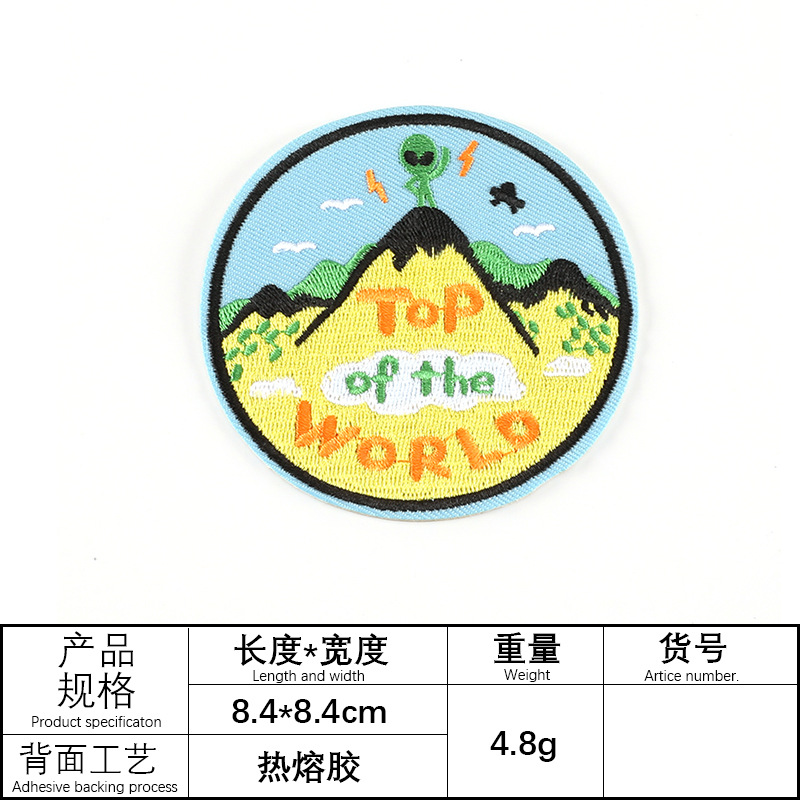 Top
of the
WORLD
产品
规格
Product specificaton
长度*宽度
Length and width
重量
Weight
货号
Artice number.
8.4*8.4cm
4.8g
背面工艺
Adhesive backing process
热熔胶